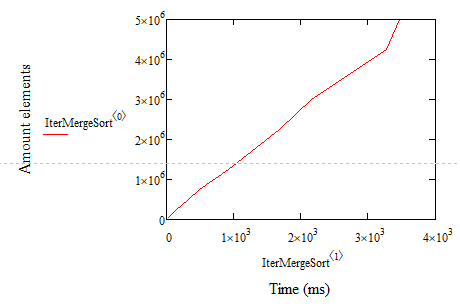 Amount elements
IterMergeSort⟨0⟩
5×10⁶
4×10⁶
3×10⁶
2×10⁶
1×10⁶
0
0 1×10³ 2×10³ 3×10³ 4×10³
IterMergeSort⟨1⟩
Time (ms)